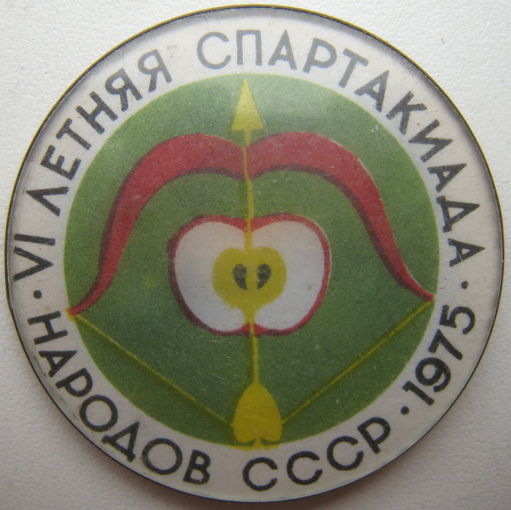 VI ЛЕТНЯЯ СПАРТАКИАДА
· НАРОДОВ СССР · 1975 ·